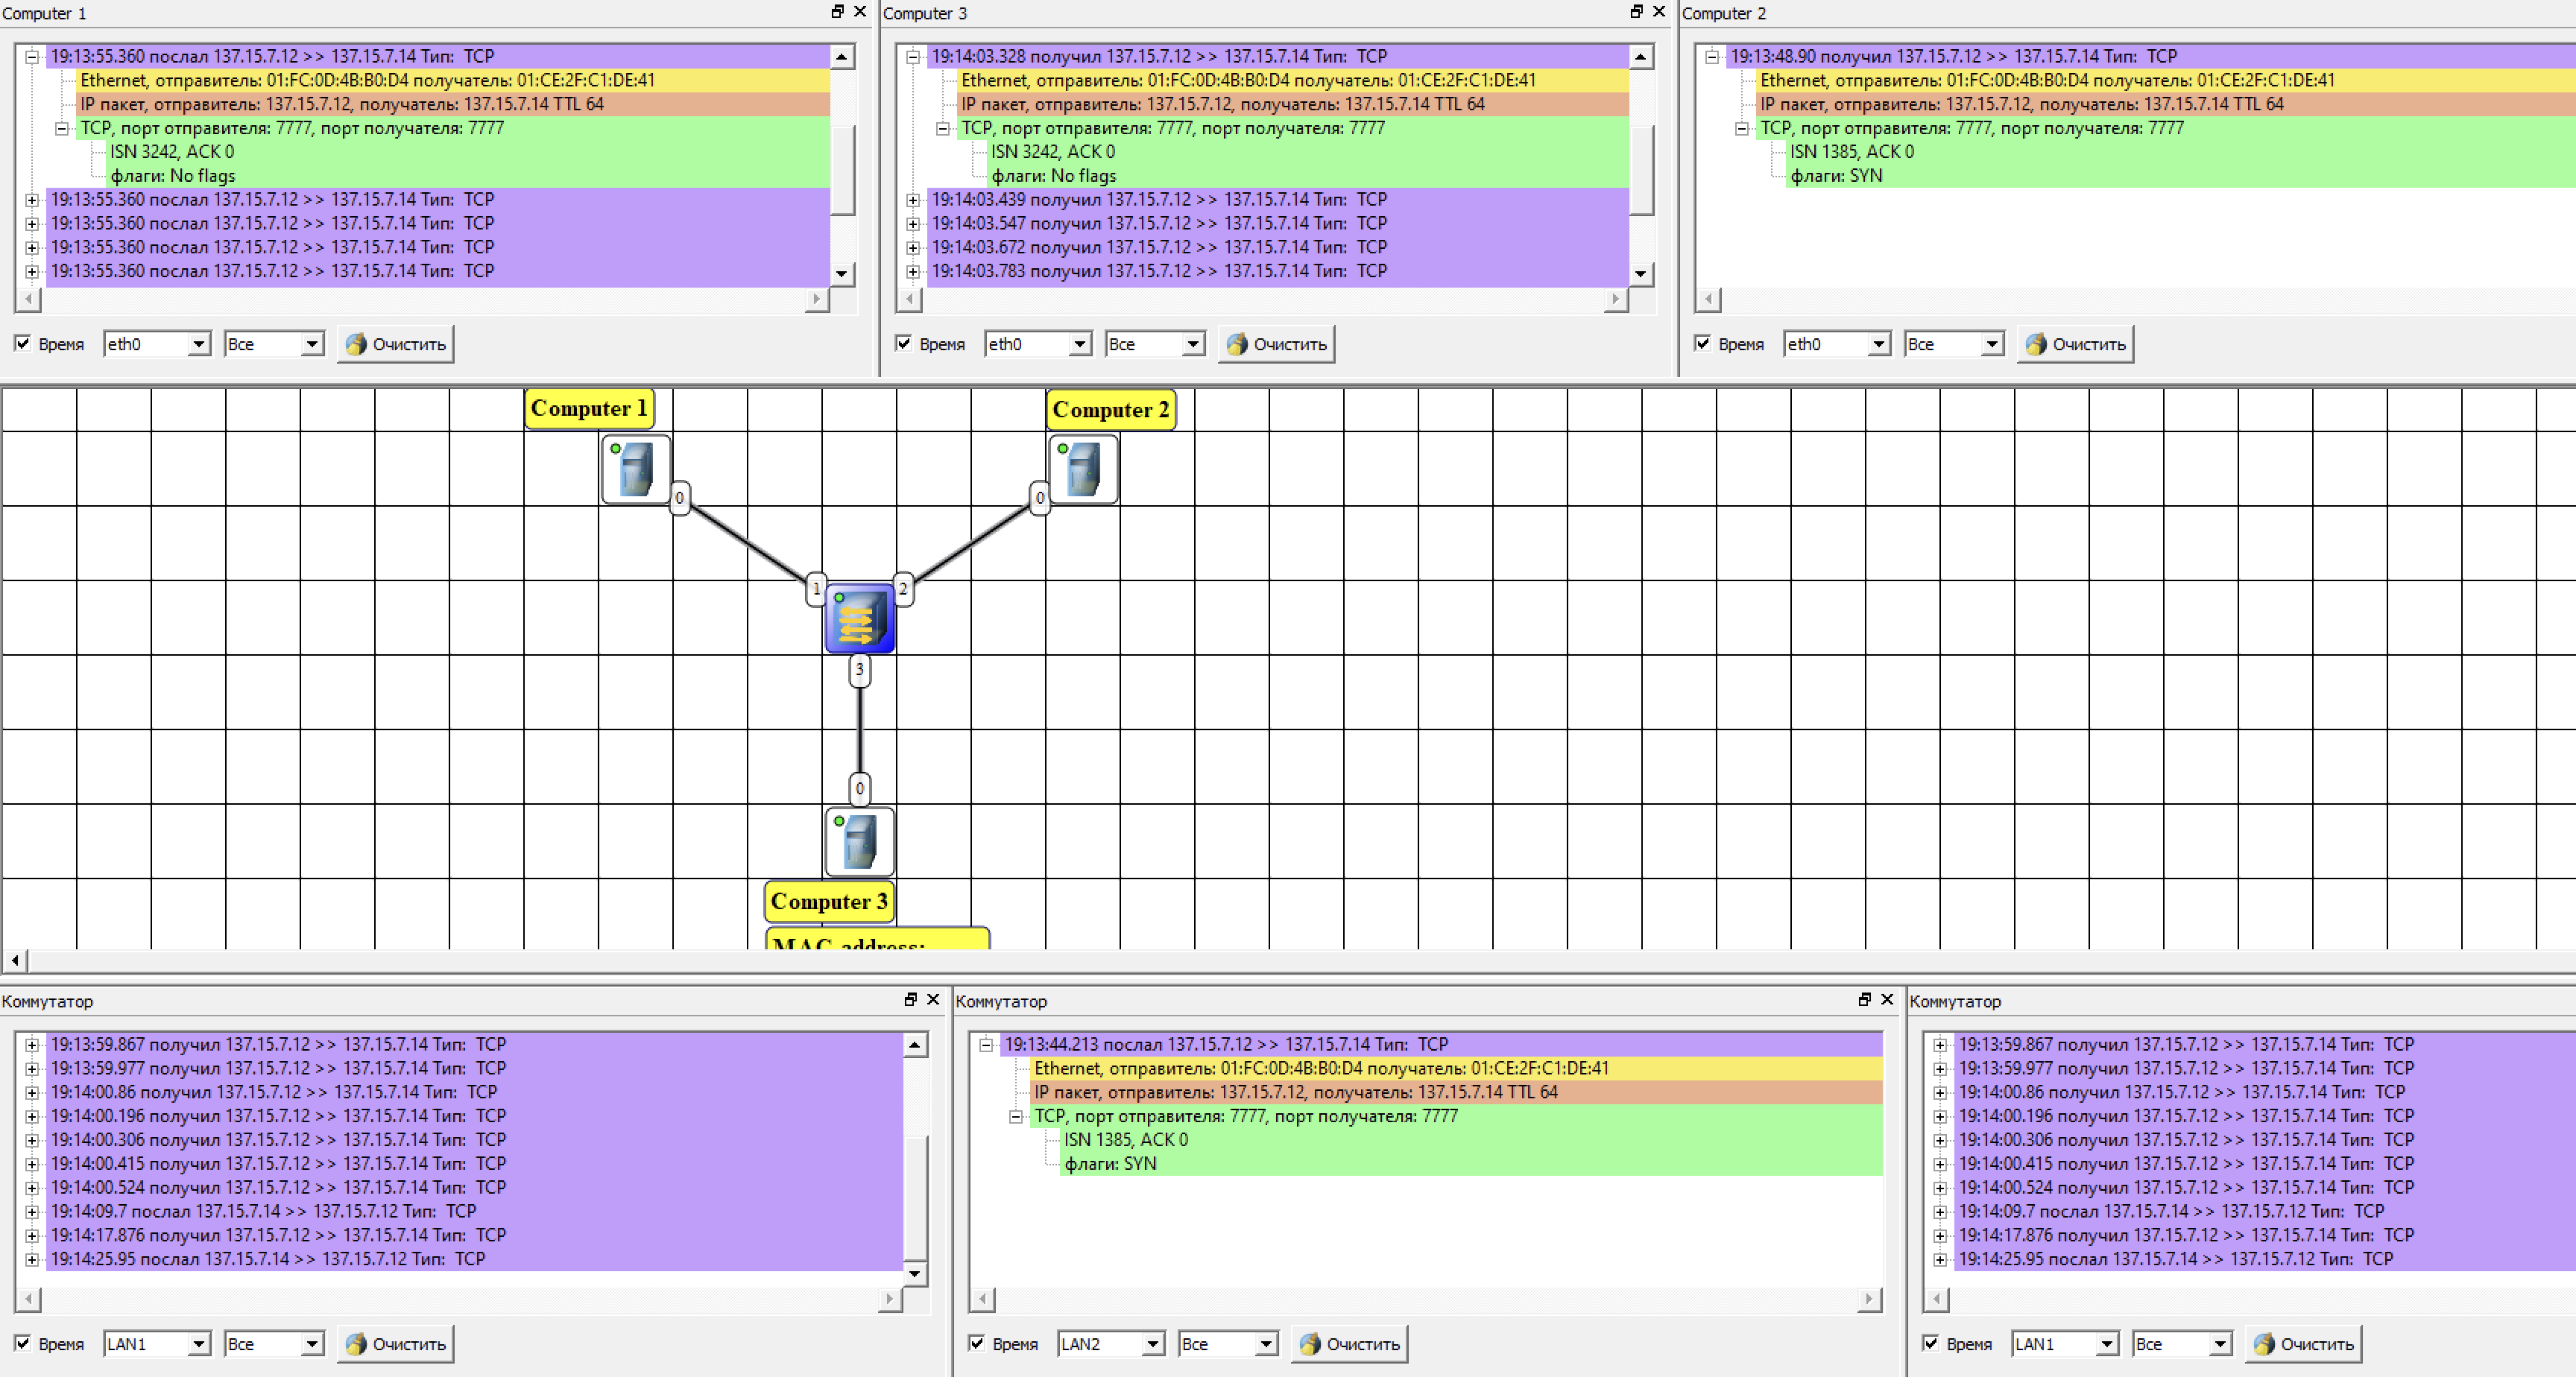 Computer 1
19:13:55.360 послал 137.15.7.12 >> 137.15.7.14 Тип: TCP
Ethernet, отправитель: 01:FC:0D:4B:B0:D4 получатель: 01:CE:2F:C1:DE:41
IP пакет, отправитель: 137.15.7.12, получатель: 137.15.7.14 TTL 64
TCP, порт отправителя: 7777, порт получателя: 7777
ISN 3242, ACK 0
флаги: No flags
19:13:55.360 послал 137.15.7.12 >> 137.15.7.14 Тип: TCP
19:13:55.360 послал 137.15.7.12 >> 137.15.7.14 Тип: TCP
19:13:55.360 послал 137.15.7.12 >> 137.15.7.14 Тип: TCP
19:13:55.360 послал 137.15.7.12 >> 137.15.7.14 Тип: TCP
Время eth0 Все Очистить
Computer 3
19:14:03.328 получил 137.15.7.12 >> 137.15.7.14 Тип: TCP
Ethernet, отправитель: 01:FC:0D:4B:B0:D4 получатель: 01:CE:2F:C1:DE:41
IP пакет, отправитель: 137.15.7.12, получатель: 137.15.7.14 TTL 64
TCP, порт отправителя: 7777, порт получателя: 7777
ISN 3242, ACK 0
флаги: No flags
19:14:03.439 получил 137.15.7.12 >> 137.15.7.14 Тип: TCP
19:14:03.547 получил 137.15.7.12 >> 137.15.7.14 Тип: TCP
19:14:03.672 получил 137.15.7.12 >> 137.15.7.14 Тип: TCP
19:14:03.783 получил 137.15.7.12 >> 137.15.7.14 Тип: TCP
Время eth0 Все Очистить
Computer 2
19:13:48.90 получил 137.15.7.12 >> 137.15.7.14 Тип: TCP
Ethernet, отправитель: 01:FC:0D:4B:B0:D4 получатель: 01:CE:2F:C1:DE:41
IP пакет, отправитель: 137.15.7.12, получатель: 137.15.7.14 TTL 64
TCP, порт отправителя: 7777, порт получателя: 7777
ISN 1385, ACK 0
флаги: SYN
Время eth0 Все Очистить
Computer 1
Computer 2
0
0
1
2
3
0
Computer 3
MAC address:
Коммутатор
19:13:59.867 получил 137.15.7.12 >> 137.15.7.14 Тип: TCP
19:13:59.977 получил 137.15.7.12 >> 137.15.7.14 Тип: TCP
19:14:00.86 получил 137.15.7.12 >> 137.15.7.14 Тип: TCP
19:14:00.196 получил 137.15.7.12 >> 137.15.7.14 Тип: TCP
19:14:00.306 получил 137.15.7.12 >> 137.15.7.14 Тип: TCP
19:14:00.415 получил 137.15.7.12 >> 137.15.7.14 Тип: TCP
19:14:00.524 получил 137.15.7.12 >> 137.15.7.14 Тип: TCP
19:14:09.7 послал 137.15.7.14 >> 137.15.7.12 Тип: TCP
19:14:17.876 получил 137.15.7.12 >> 137.15.7.14 Тип: TCP
19:14:25.95 послал 137.15.7.14 >> 137.15.7.12 Тип: TCP
Время LAN1 Все Очистить
Коммутатор
19:13:44.213 послал 137.15.7.12 >> 137.15.7.14 Тип: TCP
Ethernet, отправитель: 01:FC:0D:4B:B0:D4 получатель: 01:CE:2F:C1:DE:41
IP пакет, отправитель: 137.15.7.12, получатель: 137.15.7.14 TTL 64
TCP, порт отправителя: 7777, порт получателя: 7777
ISN 1385, ACK 0
флаги: SYN
Время LAN2 Все Очистить
Коммутатор
19:13:59.867 получил 137.15.7.12 >> 137.15.7.14 Тип: TCP
19:13:59.977 получил 137.15.7.12 >> 137.15.7.14 Тип: TCP
19:14:00.86 получил 137.15.7.12 >> 137.15.7.14 Тип: TCP
19:14:00.196 получил 137.15.7.12 >> 137.15.7.14 Тип: TCP
19:14:00.306 получил 137.15.7.12 >> 137.15.7.14 Тип: TCP
19:14:00.415 получил 137.15.7.12 >> 137.15.7.14 Тип: TCP
19:14:00.524 получил 137.15.7.12 >> 137.15.7.14 Тип: TCP
19:14:09.7 послал 137.15.7.14 >> 137.15.7.12 Тип: TCP
19:14:17.876 получил 137.15.7.12 >> 137.15.7.14 Тип: TCP
19:14:25.95 послал 137.15.7.14 >> 137.15.7.12 Тип: TCP
Время LAN1 Все Очистить